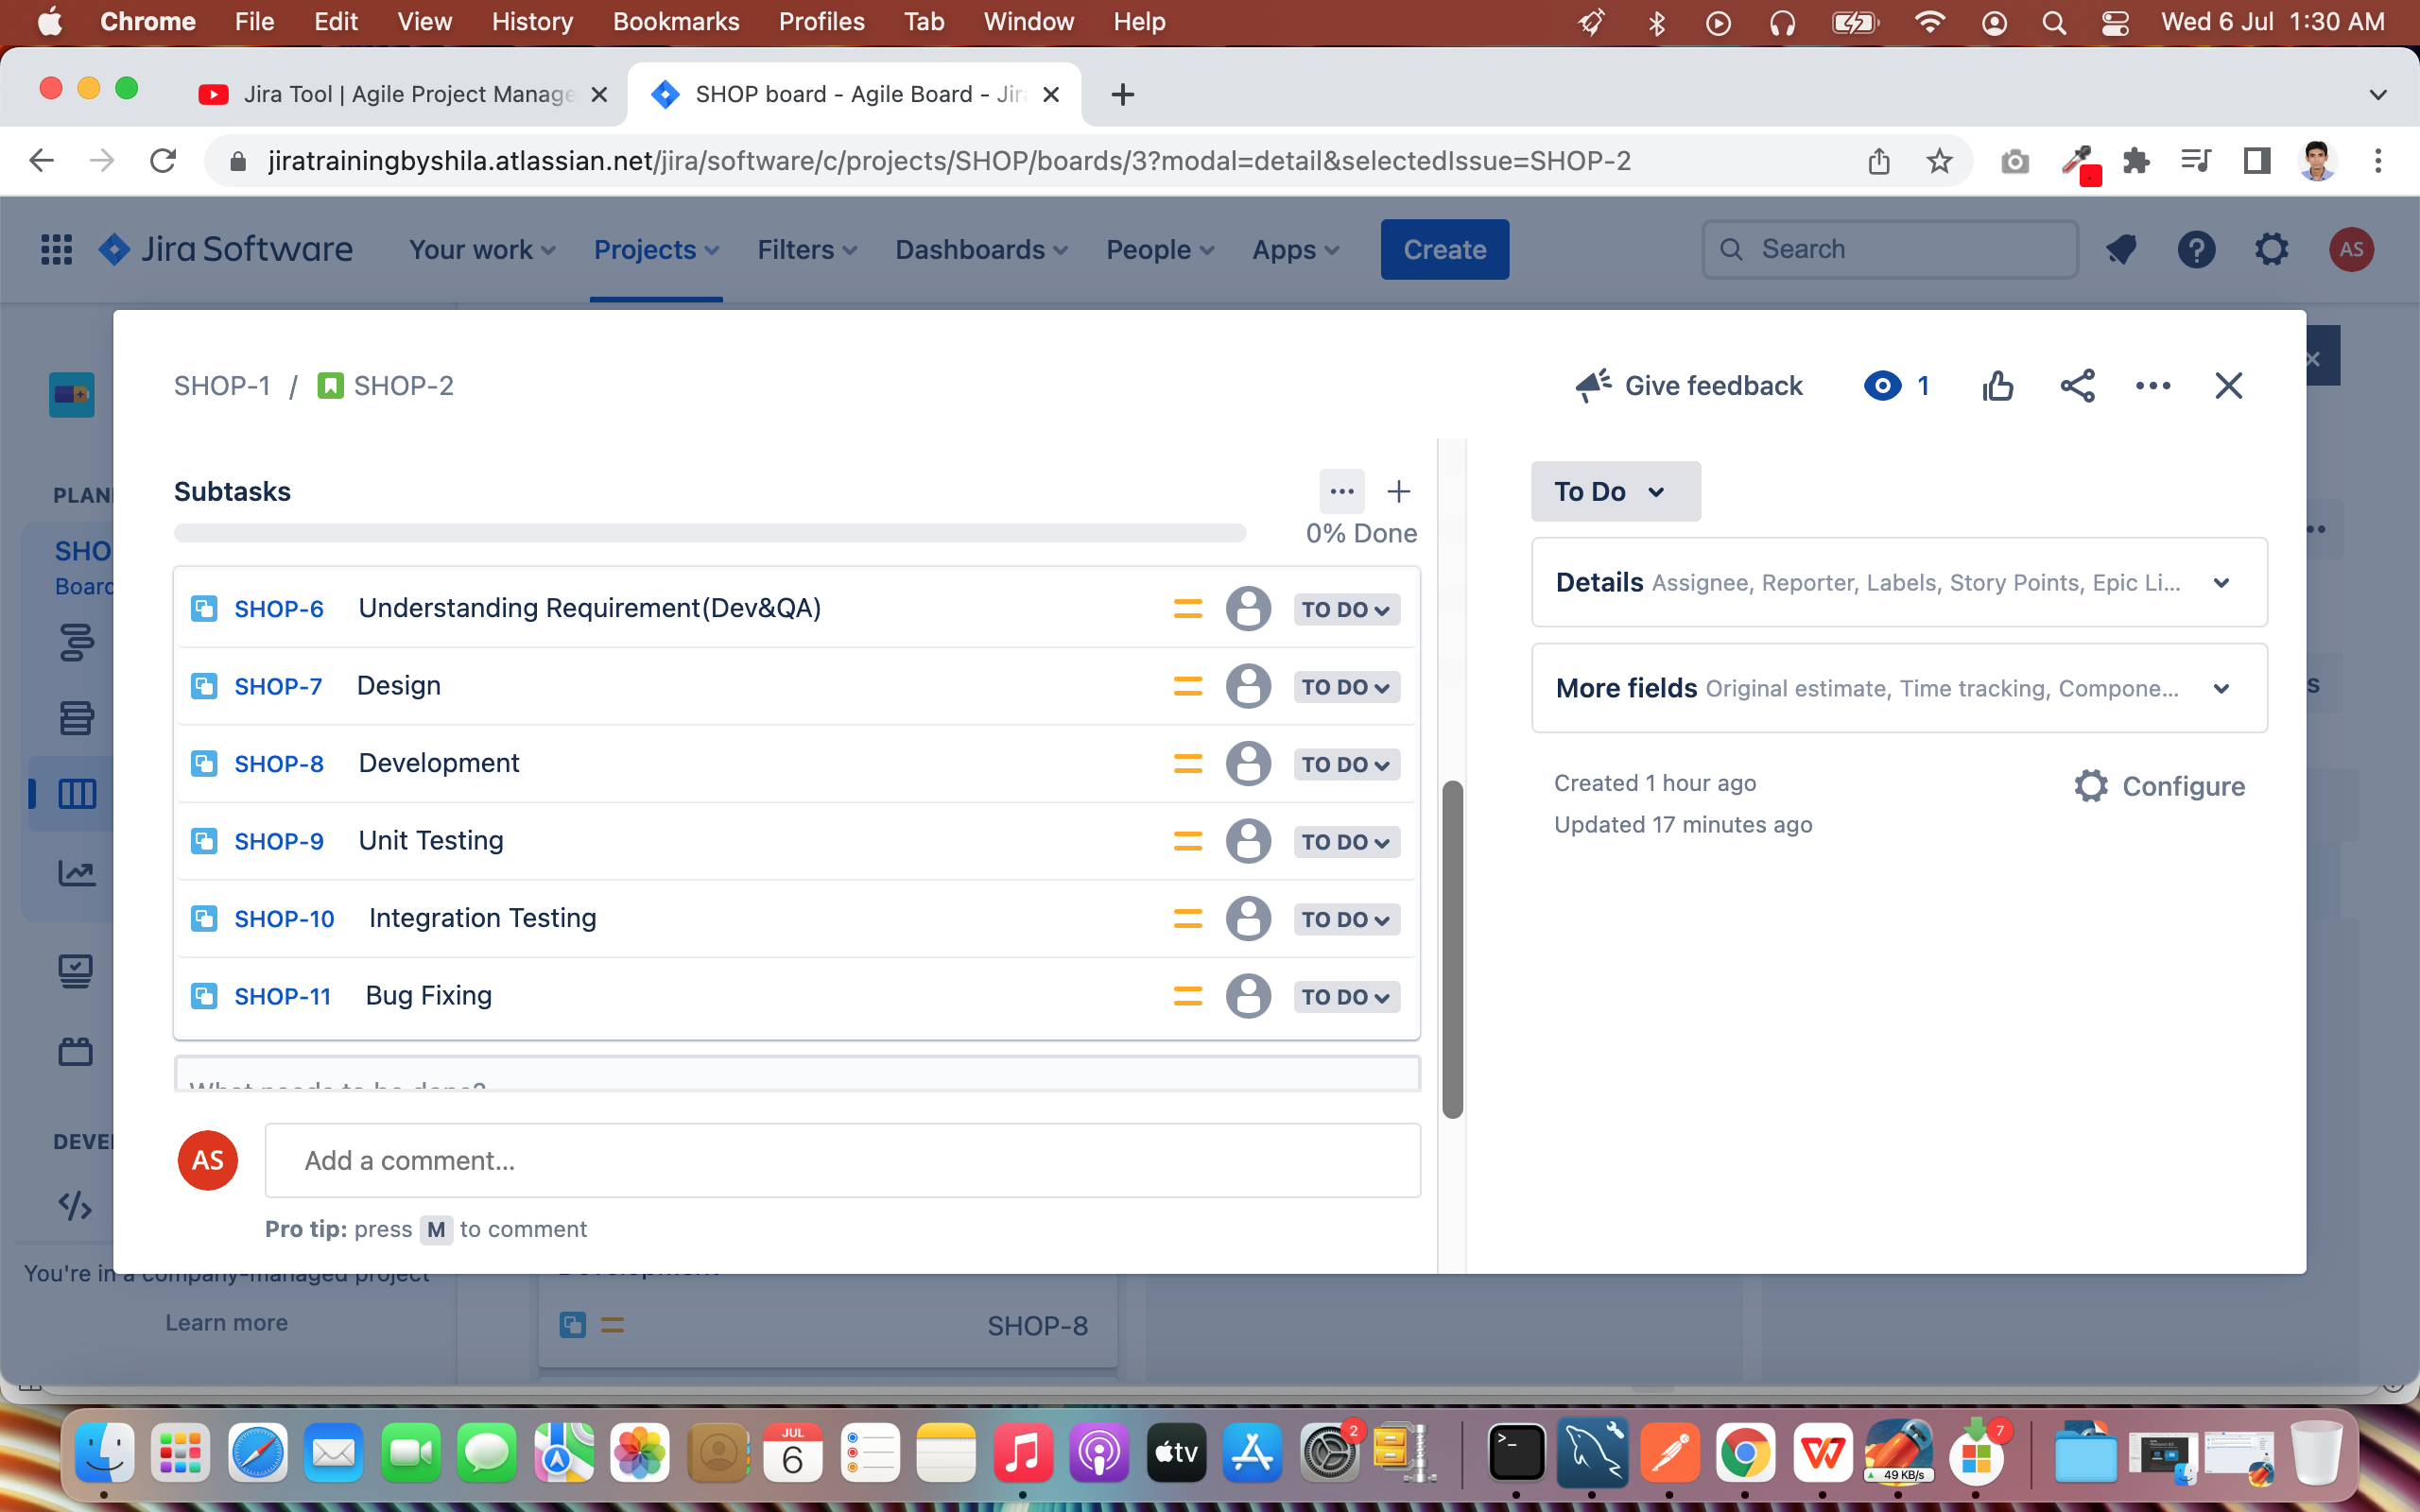 Chrome File Edit View History Bookmarks Profiles Tab Window Help Wed 6 Jul 1:30 AM
Jira Tool | Agile Project Manage SHOP board - Agile Board - Jir
jiratrainingbyshila.atlassian.net/jira/software/c/projects/SHOP/boards/3?modal=detail&selectedIssue=SHOP-2
Jira Software Your work Projects Filters Dashboards People Apps Create Search AS
SHOP-1 / SHOP-2 Give feedback 1
PLAN
Subtasks
To Do
0% Done
SHO
Board
Details Assignee, Reporter, Labels, Story Points, Epic Li...
More fields Original estimate, Time tracking, Compone...
Created 1 hour ago
Updated 17 minutes ago
Configure
SHOP-6 Understanding Requirement(Dev&QA) TO DO
SHOP-7 Design TO DO
SHOP-8 Development TO DO
SHOP-9 Unit Testing TO DO
SHOP-10 Integration Testing TO DO
SHOP-11 Bug Fixing TO DO
What needs to be done?
DEVE
AS Add a comment...
Pro tip: press M to comment
You're in a company-managed project
Development
Learn more
SHOP-8
JUL
6
tv
2
49 KB/s
7